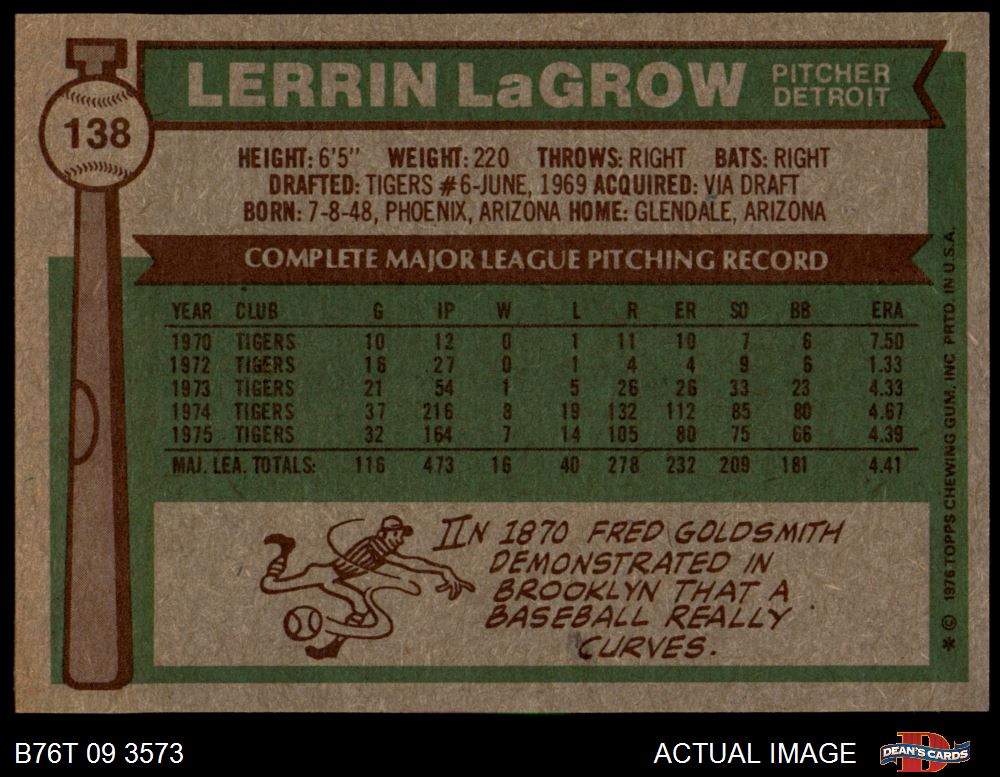 138
LERRIN LaGROW
PITCHER
DETROIT
HEIGHT: 6'5" WEIGHT: 220 THROWS: RIGHT BATS: RIGHT
DRAFTED: TIGERS #6-JUNE, 1969 ACQUIRED: VIA DRAFT
BORN: 7-8-48, PHOENIX, ARIZONA HOME: GLENDALE, ARIZONA
COMPLETE MAJOR LEAGUE PITCHING RECORD
YEAR CLUB G IP W L R ER SO BB ERA
1970 TIGERS 10 12 0 1 11 10 7 6 7.50
1972 TIGERS 16 27 0 1 4 4 9 6 1.33
1973 TIGERS 21 54 1 5 26 26 33 23 4.33
1974 TIGERS 37 216 8 19 132 112 85 80 4.67
1975 TIGERS 32 164 7 14 105 80 75 66 4.39
MAJ. LEA. TOTALS: 116 473 16 40 278 232 209 181 4.41
IN 1870 FRED GOLDSMITH
DEMONSTRATED IN
BROOKLYN THAT A
BASEBALL REALLY
CURVES.
* © 1976 TOPPS CHEWING GUM, INC PRTD. IN U.S.A.
B76T 09 3573
ACTUAL IMAGE
D
DEAN'S CARDS